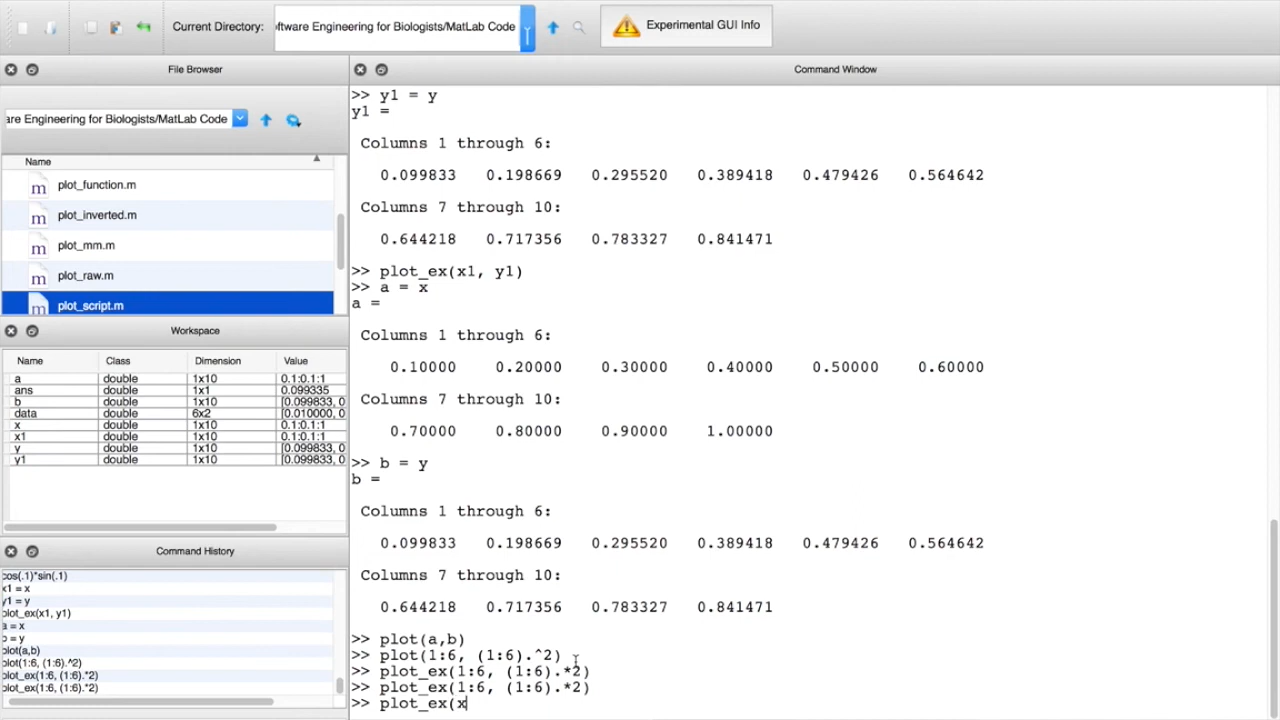 Current Directory: oftware Engineering for Biologists/MatLab Code
Experimental GUI Info
File Browser
are Engineering for Biologists/MatLab Code
Name
plot_function.m
plot_inverted.m
plot_mm.m
plot_raw.m
plot_script.m
Workspace
Name Class Dimension Value
a double 1x10 0.1:0.1:1
ans double 1x1 0.099335
b double 1x10 [0.099833, 0
data double 6x2 [0.010000, 0
x double 1x10 0.1:0.1:1
x1 double 1x10 0.1:0.1:1
y double 1x10 [0.099833, 0
y1 double 1x10 [0.099833, 0
Command History
cos(.1)*sin(.1)
x1 = x
y1 = y
plot_ex(x1, y1)
a = x
b = y
plot(a,b)
plot(1:6, (1:6).^2)
plot_ex(1:6, (1:6).*2)
plot_ex(1:6, (1:6).*2)
Command Window
>> y1 = y
y1 =
Columns 1 through 6:
0.099833 0.198669 0.295520 0.389418 0.479426 0.564642
Columns 7 through 10:
0.644218 0.717356 0.783327 0.841471
>> plot_ex(x1, y1)
>> a = x
a =
Columns 1 through 6:
0.10000 0.20000 0.30000 0.40000 0.50000 0.60000
Columns 7 through 10:
0.70000 0.80000 0.90000 1.00000
>> b = y
b =
Columns 1 through 6:
0.099833 0.198669 0.295520 0.389418 0.479426 0.564642
Columns 7 through 10:
0.644218 0.717356 0.783327 0.841471
>> plot(a,b)
>> plot(1:6, (1:6).^2)
>> plot_ex(1:6, (1:6).*2)
>> plot_ex(1:6, (1:6).*2)
>> plot_ex(x